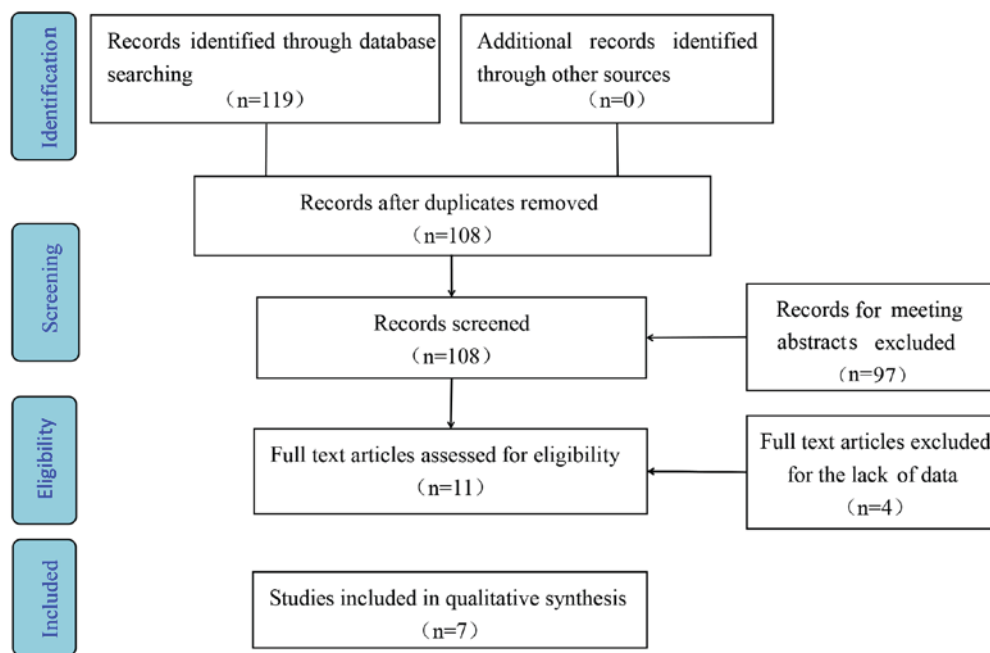 Identification
Records identified through database
searching
（n=119）
Additional records identified
through other sources
（n=0）
Records after duplicates removed
（n=108）
Screening
Records screened
（n=108）
Records for meeting
abstracts excluded
（n=97）
Eligibility
Full text articles assessed for eligibility
（n=11）
Full text articles excluded
for the lack of data
（n=4）
Included
Studies included in qualitative synthesis
（n=7）